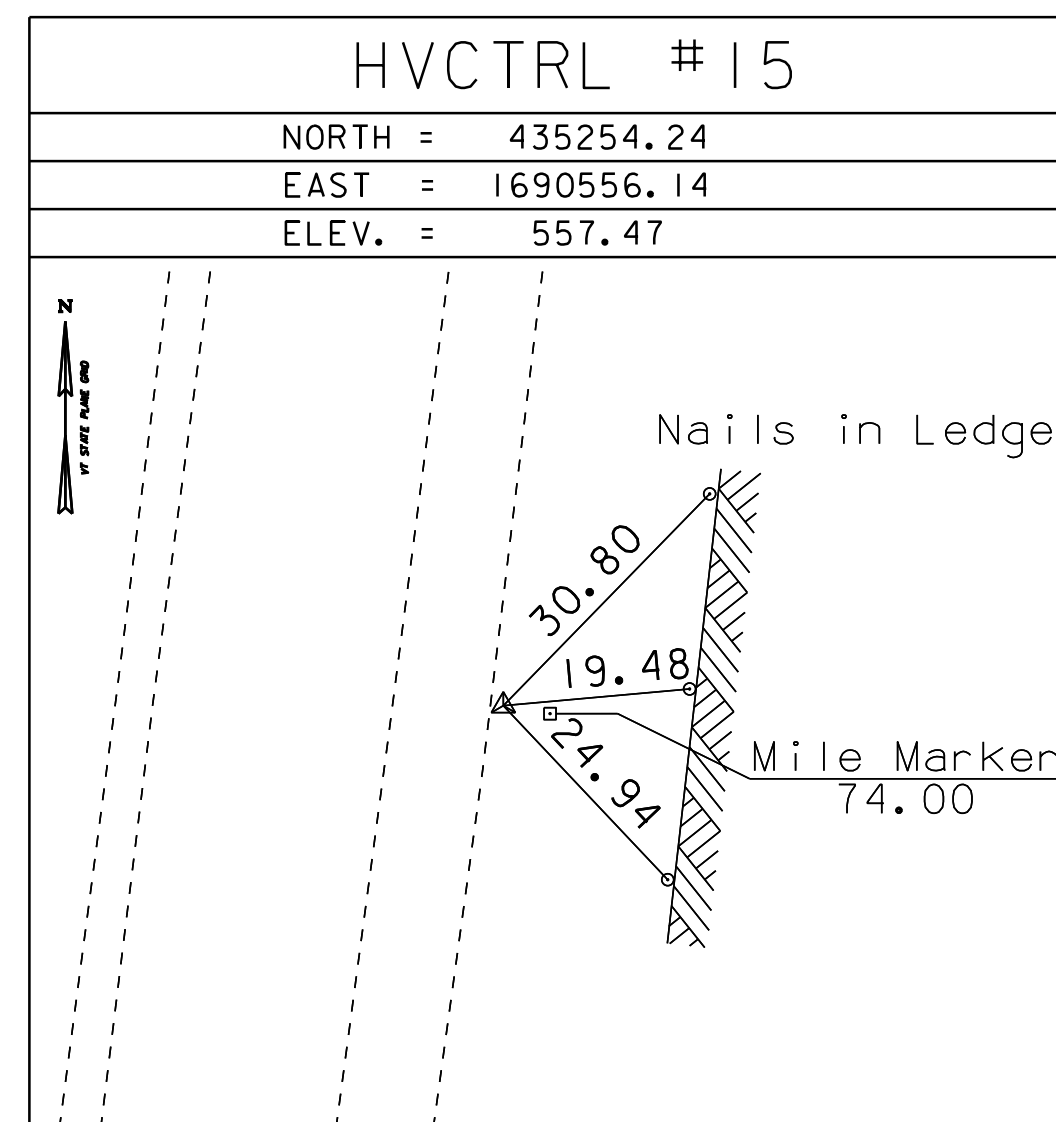 HVCTRL #15
NORTH = 435254.24
EAST = 1690556.14
ELEV. = 557.47
N
VT STATE PLANE GRID
Nails in Ledge
30.80
19.48
24.94
Mile Marker
74.00